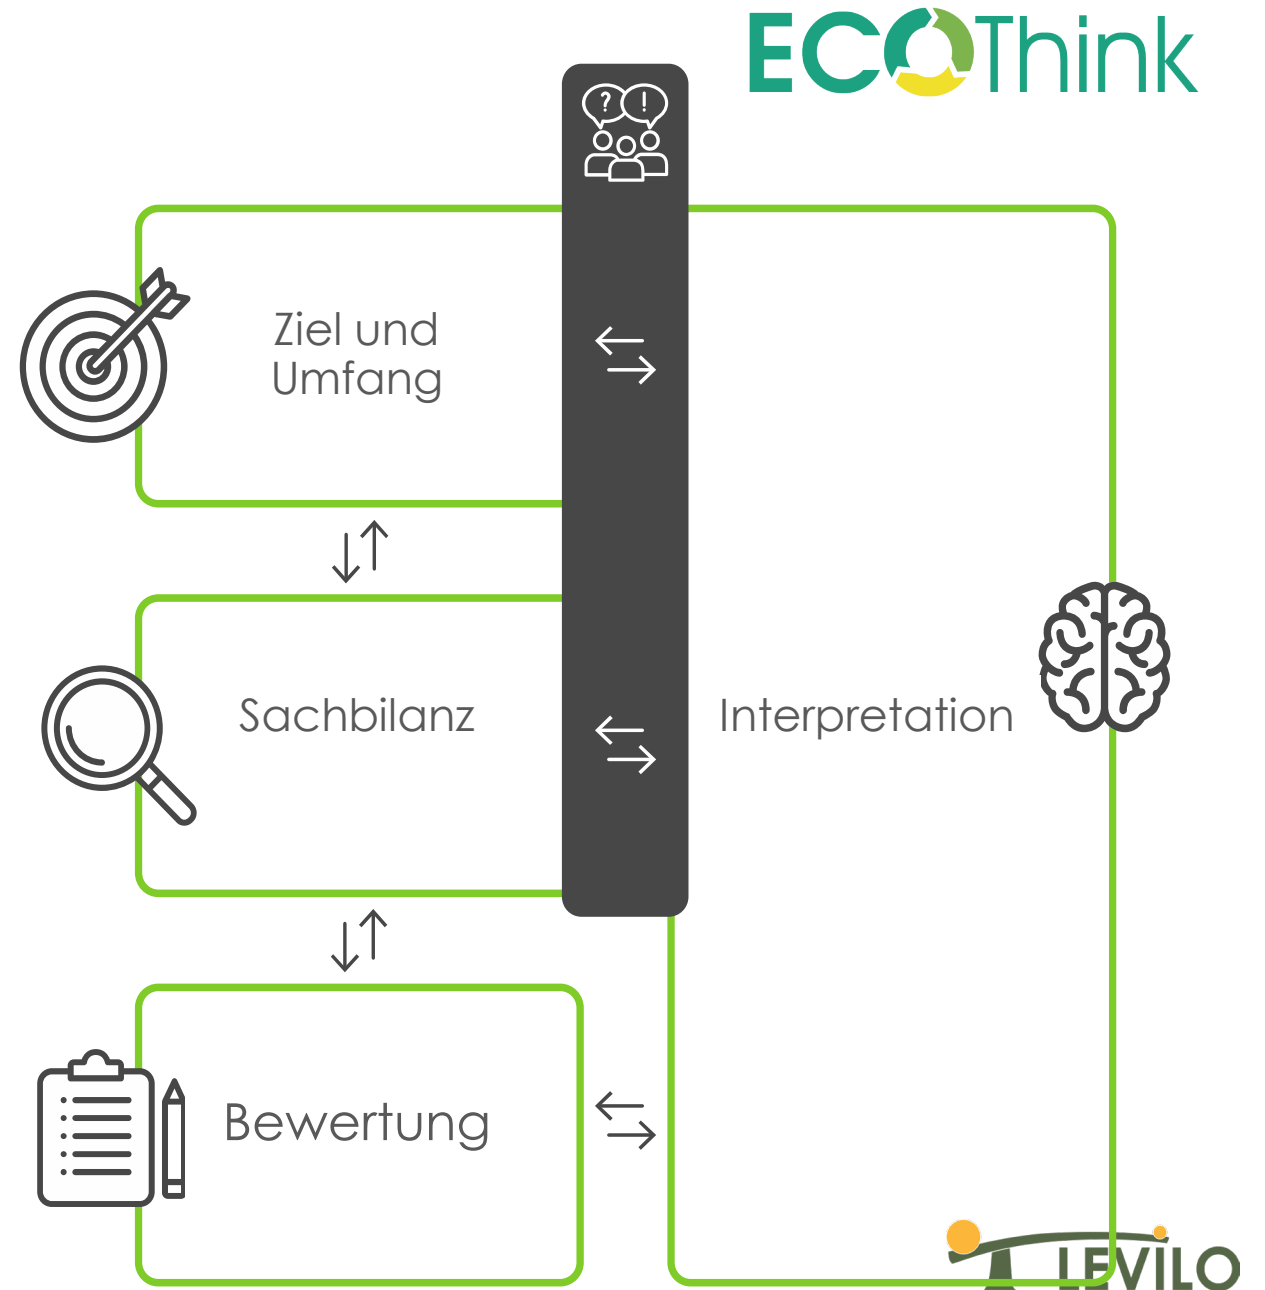 ECOThink
? !
Ziel und
Umfang
Sachbilanz
Interpretation
Bewertung
LEVILO